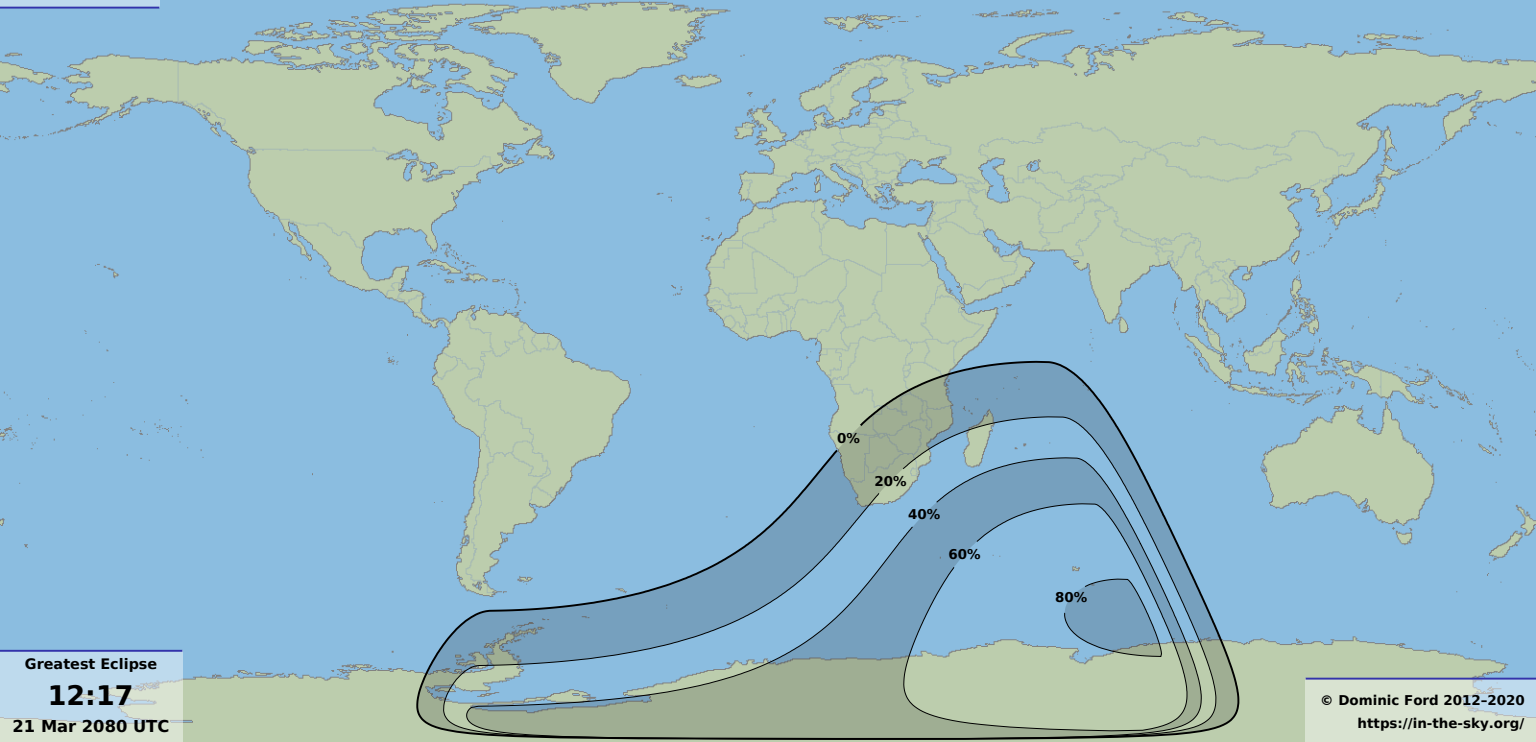 0%
20%
40%
60%
80%
Greatest Eclipse
12:17
21 Mar 2080 UTC
© Dominic Ford 2012–2020
https://in-the-sky.org/